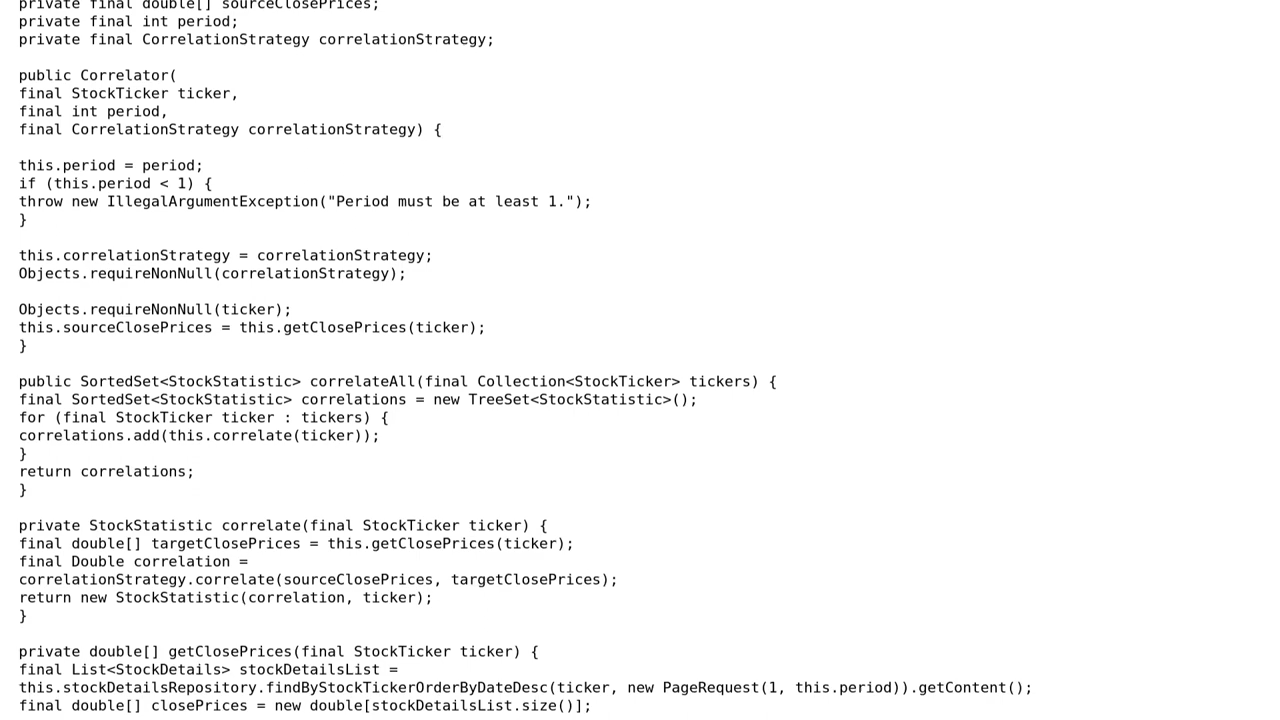 private final double[] sourceClosePrices;
private final int period;
private final CorrelationStrategy correlationStrategy;
public Correlator(
final StockTicker ticker,
final int period,
final CorrelationStrategy correlationStrategy) {
this.period = period;
if (this.period < 1) {
throw new IllegalArgumentException("Period must be at least 1.");
}
this.correlationStrategy = correlationStrategy;
Objects.requireNonNull(correlationStrategy);
Objects.requireNonNull(ticker);
this.sourceClosePrices = this.getClosePrices(ticker);
}
public SortedSet<StockStatistic> correlateAll(final Collection<StockTicker> tickers) {
final SortedSet<StockStatistic> correlations = new TreeSet<StockStatistic>();
for (final StockTicker ticker : tickers) {
correlations.add(this.correlate(ticker));
}
return correlations;
}
private StockStatistic correlate(final StockTicker ticker) {
final double[] targetClosePrices = this.getClosePrices(ticker);
final Double correlation =
correlationStrategy.correlate(sourceClosePrices, targetClosePrices);
return new StockStatistic(correlation, ticker);
}
private double[] getClosePrices(final StockTicker ticker) {
final List<StockDetails> stockDetailsList =
this.stockDetailsRepository.findByStockTickerOrderByDateDesc(ticker, new PageRequest(1, this.period)).getContent();
final double[] closePrices = new double[stockDetailsList.size()];